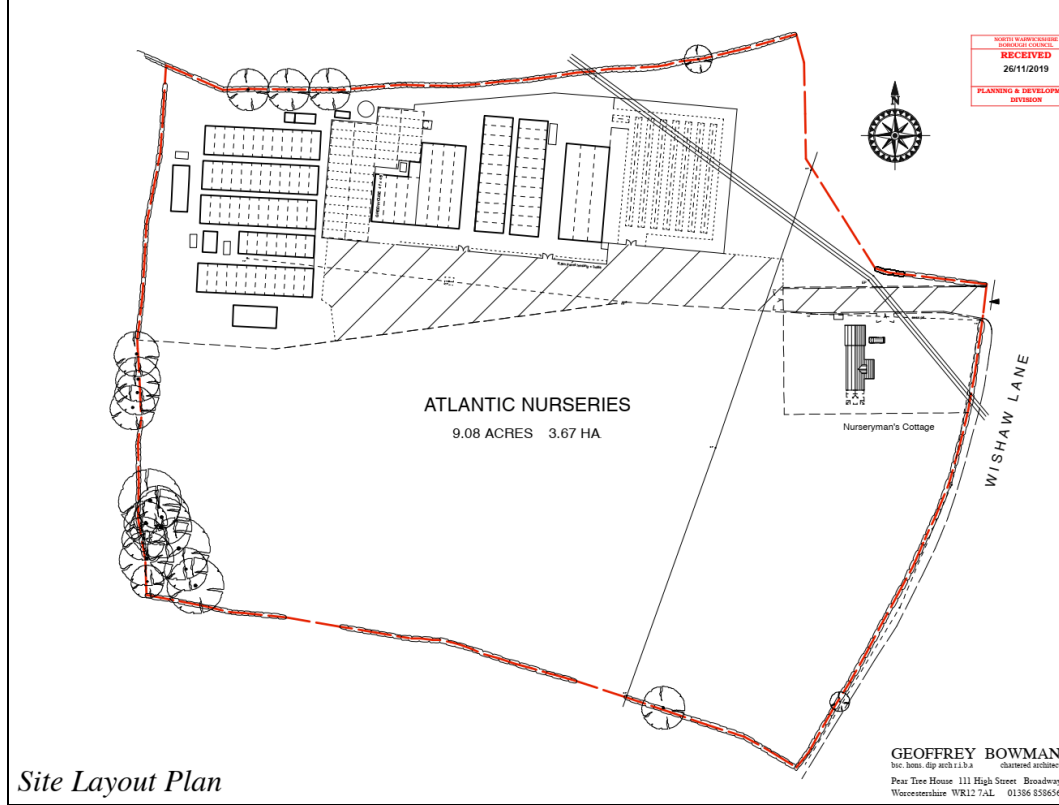 NORTH WARWICKSHIRE
BOROUGH COUNCIL
RECEIVED
26/11/2019
PLANNING & DEVELOPM
DIVISION
N
ATLANTIC NURSERIES
9.08 ACRES 3.67 HA
Nurseryman's Cottage
WISHAW LANE
Site Layout Plan
GEOFFREY BOWMAN
bsc. hons. dip arch r.i.b.a chartered architec
Pear Tree House 111 High Street Broadway
Worcestershire WR12 7AL 01386 858656